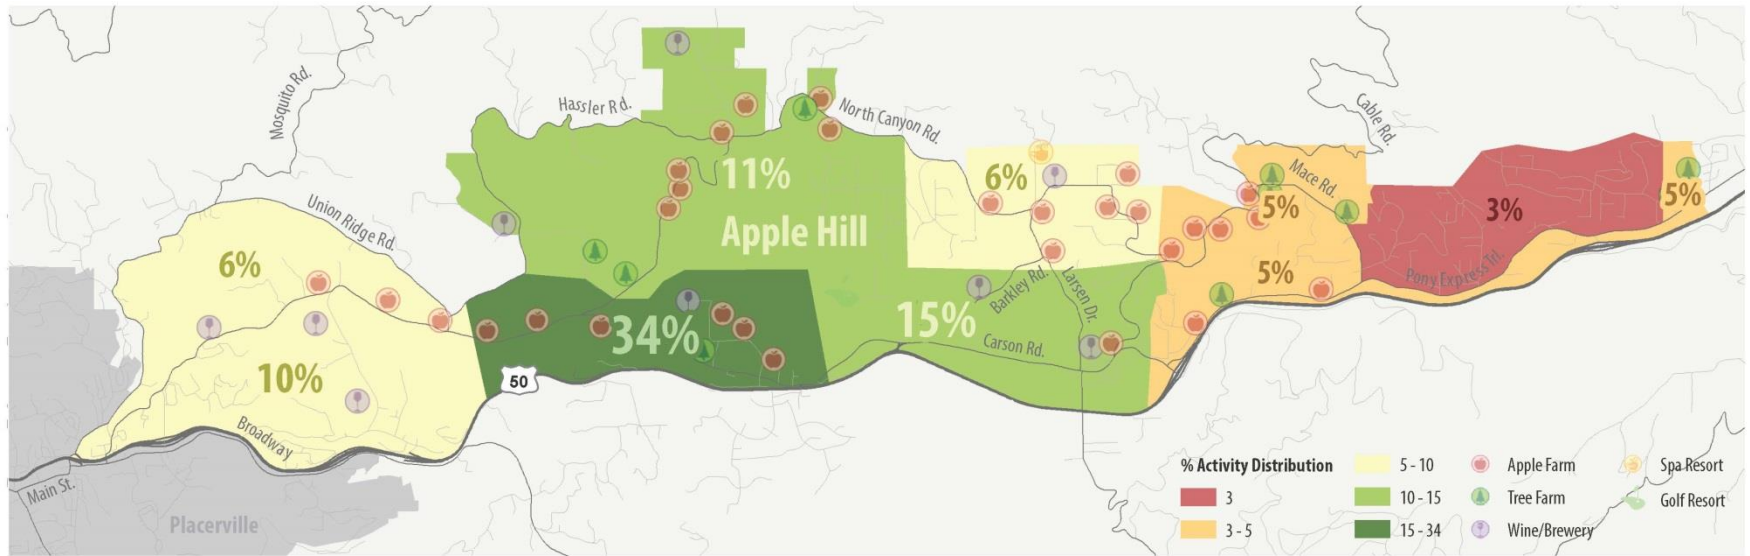 Mosquito Rd.
Hassler Rd.
North Canyon Rd.
Cable Rd.
Mace Rd.
Union Ridge Rd.
11%
Apple Hill
6%
5%
3%
5%
6%
5%
Pony Express Trl.
Barkley Rd.
Larsen Dr.
34%
15%
Carson Rd.
10%
50
Broadway
Main St.
Placerville
% Activity Distribution
3
3 - 5
5 - 10
10 - 15
15 - 34
Apple Farm
Tree Farm
Wine/Brewery
Spa Resort
Golf Resort